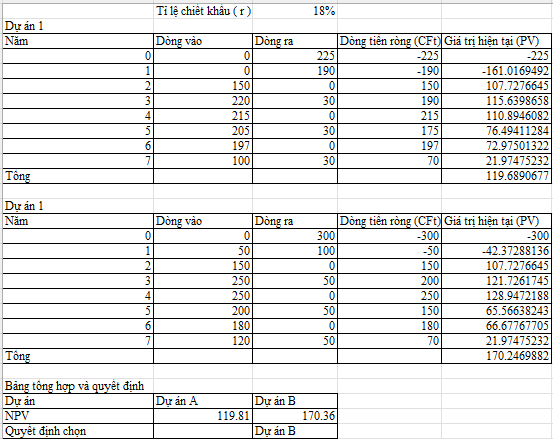 Tỉ lệ chiết khấu ( r ) 18%
Dự án 1
Năm Dòng vào Dòng ra Dòng tiền ròng (CFt) Giá trị hiện tại (PV)
0 0 225 -225 -225
1 0 190 -190 -161.0169492
2 150 0 150 107.7276645
3 220 30 190 115.6398658
4 215 0 215 110.8946082
5 205 30 175 76.49411284
6 197 0 197 72.97501322
7 100 30 70 21.97475232
Tổng 119.6890677
Dự án 1
Năm Dòng vào Dòng ra Dòng tiền ròng (CFt) Giá trị hiện tại (PV)
0 0 300 -300 -300
1 50 100 -50 -42.37288136
2 150 0 150 107.7276645
3 250 50 200 121.7261745
4 250 0 250 128.9472188
5 200 50 150 65.56638243
6 180 0 180 66.67767705
7 120 50 70 21.97475232
Tổng 170.2469882
Bảng tổng hợp và quyết định
Dự án Dự án A Dự án B
NPV 119.81 170.36
Quyết định chọn Dự án B